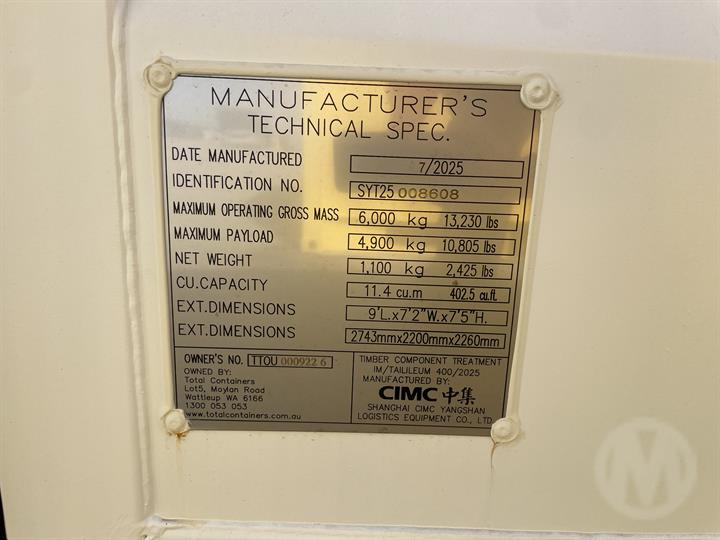 MANUFACTURER'S
TECHNICAL SPEC.
DATE MANUFACTURED 7/2025
IDENTIFICATION NO. SYT25 008608
MAXIMUM OPERATING GROSS MASS 6,000 kg 13,230 lbs
MAXIMUM PAYLOAD 4,900 kg 10,805 lbs
NET WEIGHT 1,100 kg 2,425 lbs
CU.CAPACITY 11.4 cu.m 402.5 cu.ft.
EXT.DIMENSIONS 9'L.x7'2"W.x7'5"H.
EXT.DIMENSIONS 2743mmx2200mmx2260mm
OWNER'S NO. TTOU 000922 6
OWNED BY:
Total Containers
Lot5, Moylan Road
Wattleup WA 6166
1300 053 053
www.totalcontainers.com.au
TIMBER COMPONENT TREATMENT
IM/TAILILEUM 400/2025
MANUFACTURED BY:
CIMC 中集
SHANGHAI CIMC YANGSHAN
LOGISTICS EQUIPMENT CO., LTD
M